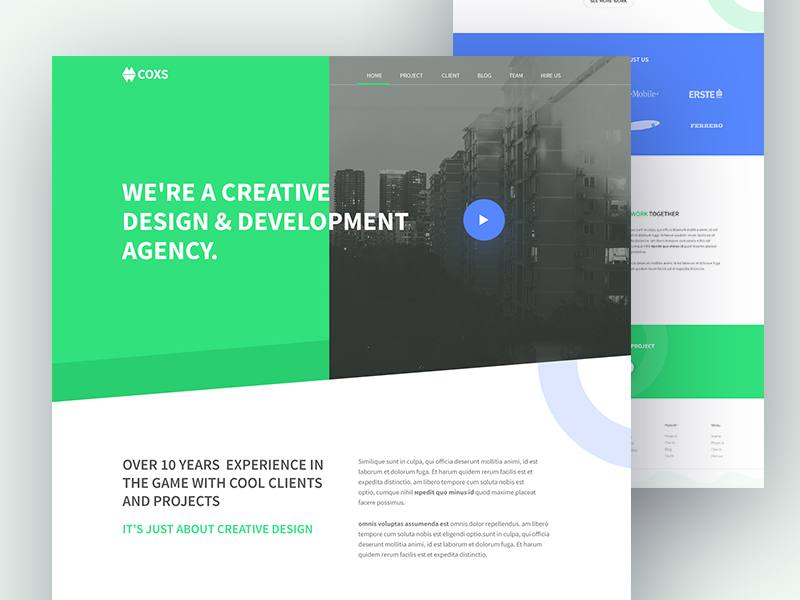 SEE MORE WORK
COXS
HOME PROJECT CLIENT BLOG TEAM HIRE US
WE'RE A CREATIVE
DESIGN & DEVELOPMENT
AGENCY.
OVER 10 YEARS EXPERIENCE IN
THE GAME WITH COOL CLIENTS
AND PROJECTS
IT'S JUST ABOUT CREATIVE DESIGN
Similique sunt in culpa, qui officia deserunt mollitia animi, id est
laborum et dolorum fuga. Et harum quidem rerum facilis est et
expedita distinctio. am libero tempore cum soluta nobis est
optio, cumque nihil impedit quo minus id quod maxime placeat
facere possimus.
omnis voluptas assumenda est omnis dolor repellendus. am libero
tempore cum soluta nobis est eligendi optio.sunt in culpa, qui officia
deserunt mollitia animi, id est laborum et dolorum fuga. Et harum
quidem rerum facilis est et expedita distinctio.
UST US
Mobile
ERSTE
FERRERO
WORK TOGETHER
PROJECT